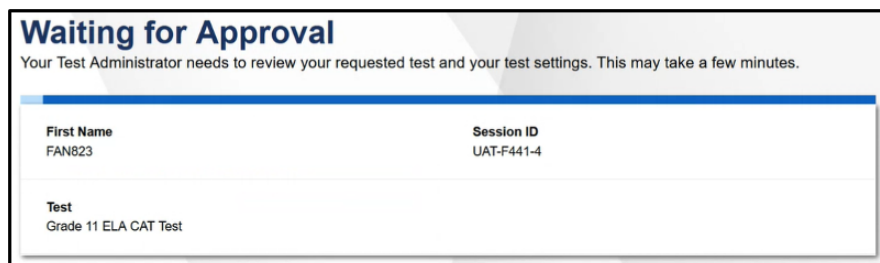 Waiting for Approval
Your Test Administrator needs to review your requested test and your test settings. This may take a few minutes.
First Name
FAN823
Session ID
UAT-F441-4
Test
Grade 11 ELA CAT Test